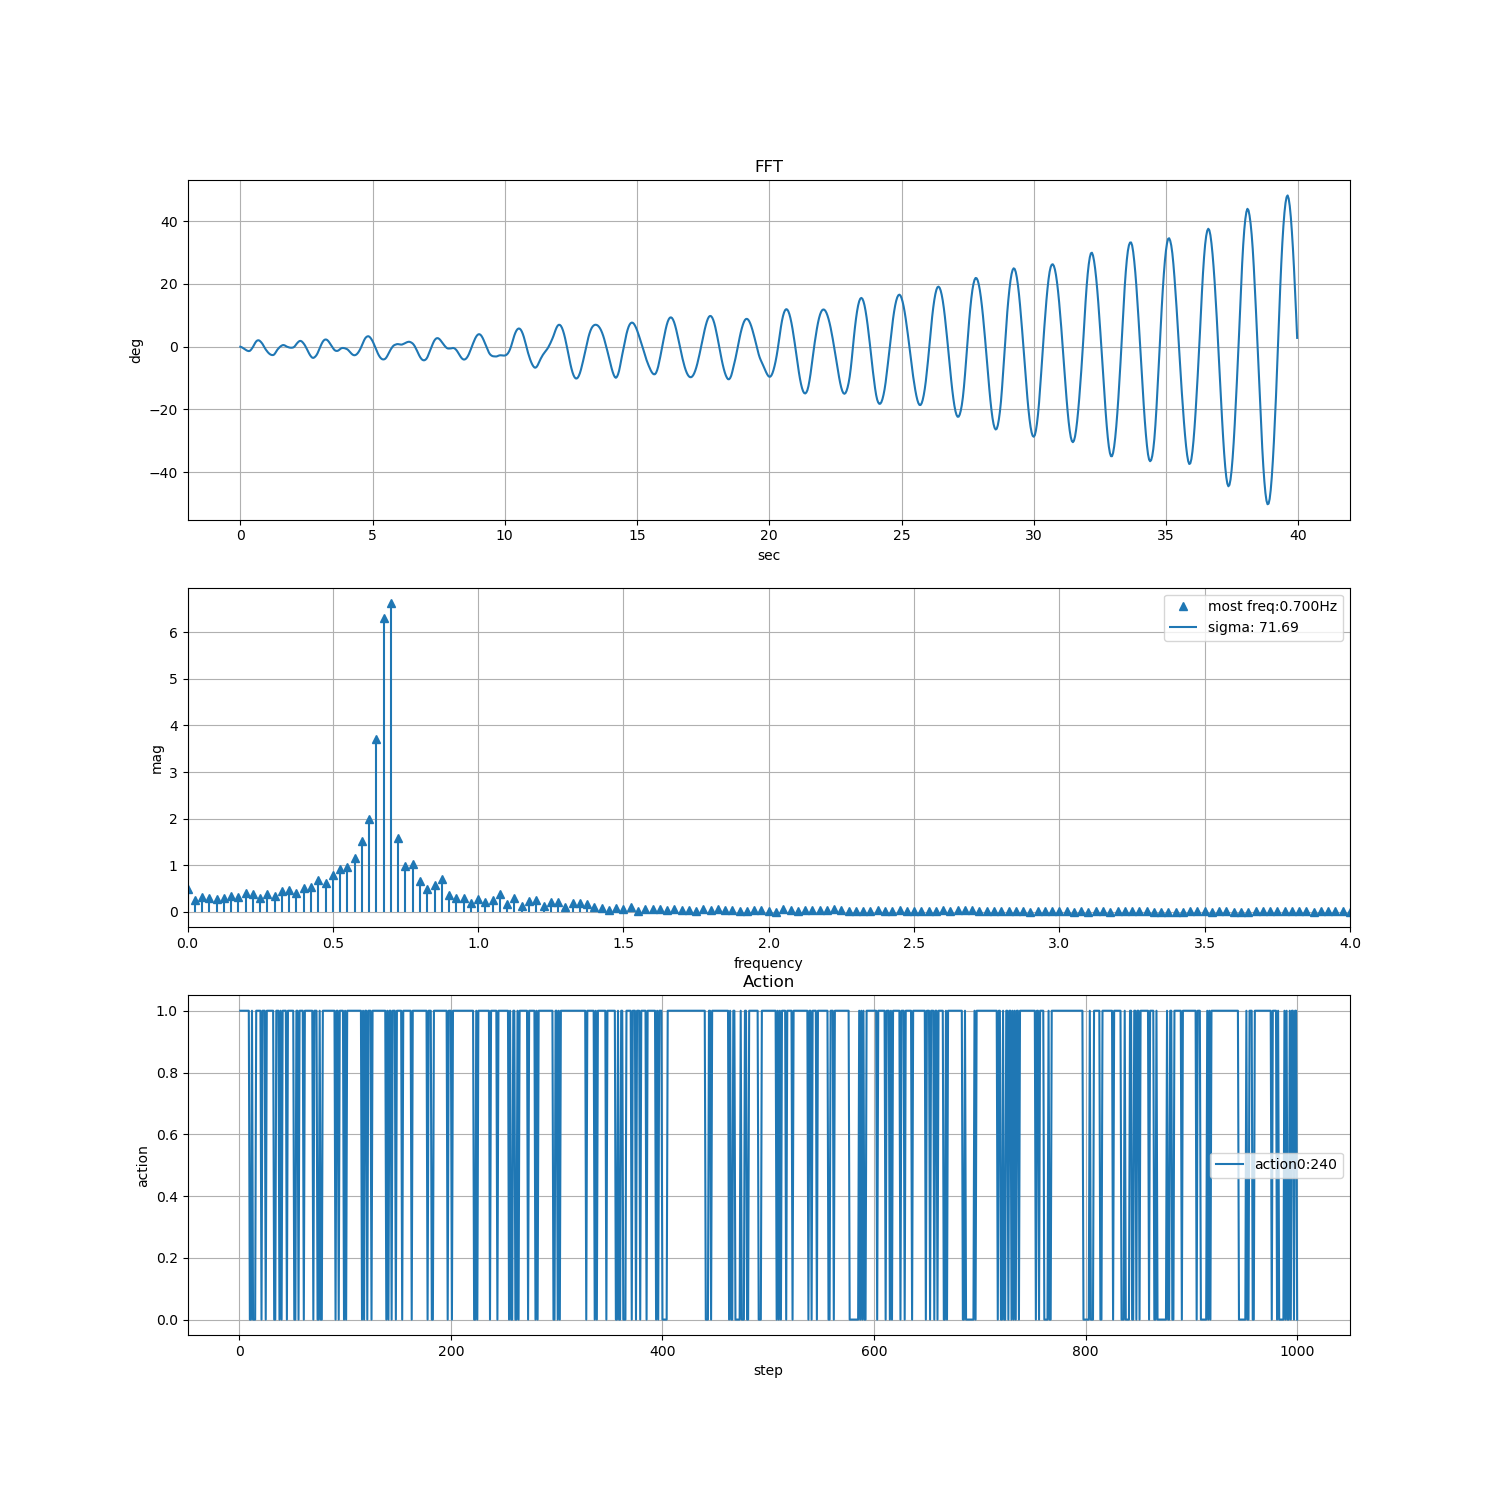 FFT
40
20
0
−20
−40
deg
0 5 10 15 20 25 30 35 40
sec
most freq:0.700Hz
sigma: 71.69
6
5
4
3
2
1
0
mag
0.0 0.5 1.0 1.5 2.0 2.5 3.0 3.5 4.0
frequency
Action
1.0
0.8
0.6
0.4
0.2
0.0
action
action0:240
0 200 400 600 800 1000
step